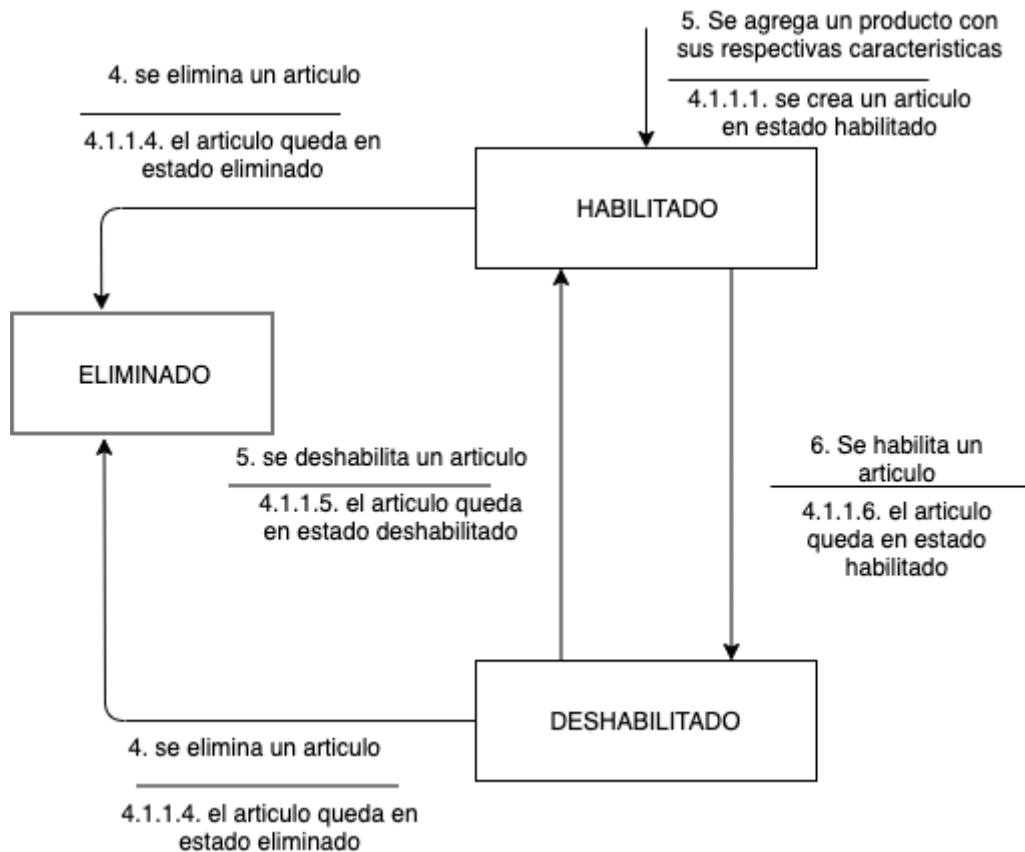 5. Se agrega un producto con
sus respectivas caracteristicas
4.1.1.1. se crea un articulo
en estado habilitado
4. se elimina un articulo
4.1.1.4. el articulo queda en
estado eliminado
HABILITADO
ELIMINADO
5. se deshabilita un articulo
4.1.1.5. el articulo queda
en estado deshabilitado
6. Se habilita un
articulo
4.1.1.6. el articulo
queda en estado
habilitado
DESHABILITADO
4. se elimina un articulo
4.1.1.4. el articulo queda en
estado eliminado